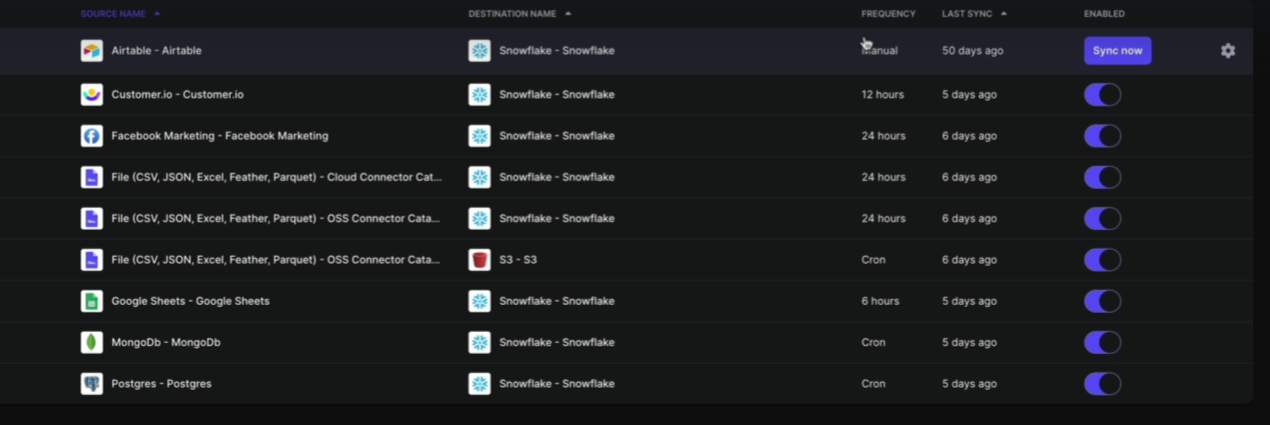 SOURCE NAME DESTINATION NAME FREQUENCY LAST SYNC ENABLED
Airtable - Airtable Snowflake - Snowflake Manual 50 days ago Sync now
Customer.io - Customer.io Snowflake - Snowflake 12 hours 5 days ago
Facebook Marketing - Facebook Marketing Snowflake - Snowflake 24 hours 6 days ago
File (CSV, JSON, Excel, Feather, Parquet) - Cloud Connector Cat... Snowflake - Snowflake 24 hours 6 days ago
File (CSV, JSON, Excel, Feather, Parquet) - OSS Connector Cata... Snowflake - Snowflake 24 hours 6 days ago
File (CSV, JSON, Excel, Feather, Parquet) - OSS Connector Cata... S3 - S3 Cron 6 days ago
Google Sheets - Google Sheets Snowflake - Snowflake 6 hours 5 days ago
MongoDb - MongoDb Snowflake - Snowflake Cron 5 days ago
Postgres - Postgres Snowflake - Snowflake Cron 5 days ago